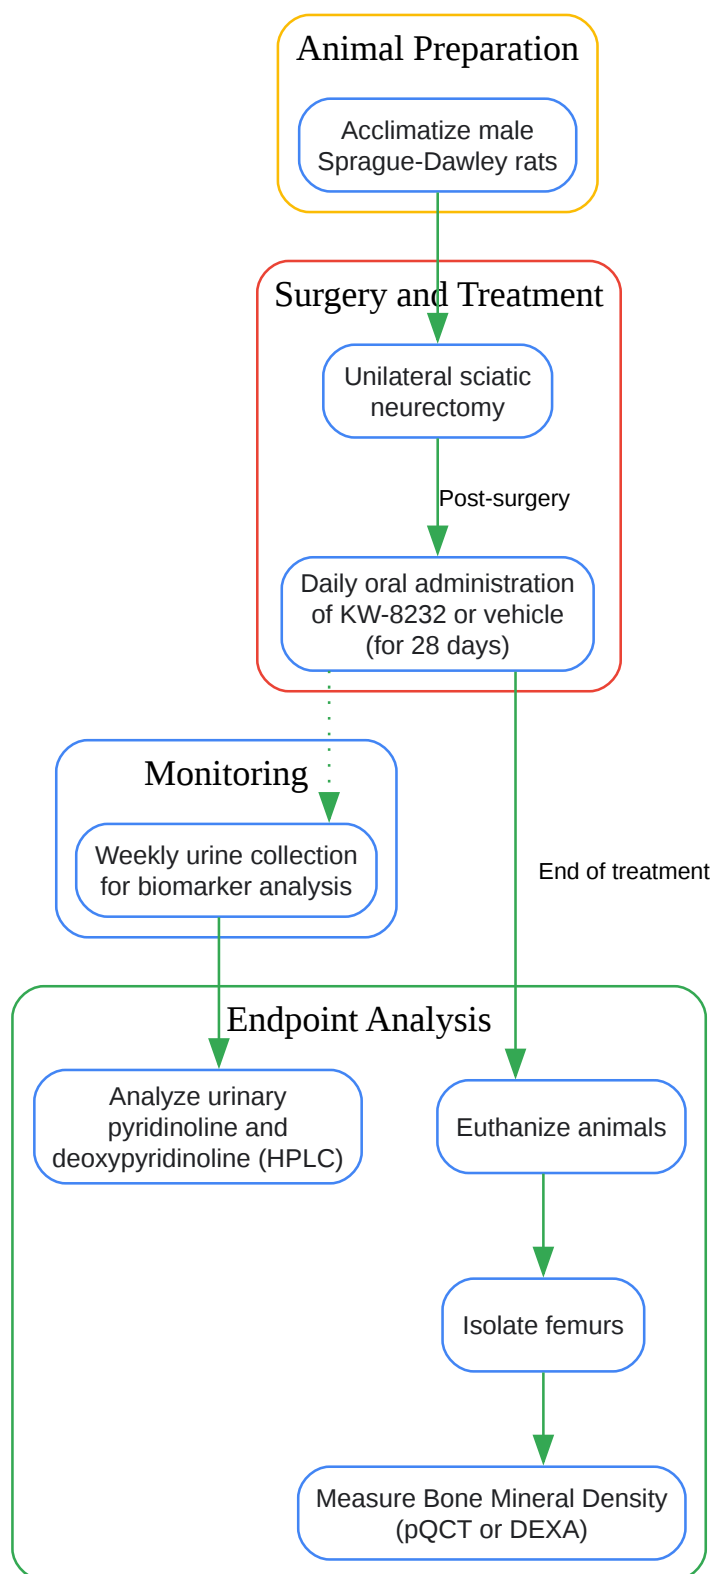 Animal Preparation
Acclimatize male
Sprague-Dawley rats
Surgery and Treatment
Unilateral sciatic
neurectomy
Post-surgery
Daily oral administration
of KW-8232 or vehicle
(for 28 days)
Monitoring
Weekly urine collection
for biomarker analysis
End of treatment
Endpoint Analysis
Analyze urinary
pyridinoline and
deoxypyridinoline (HPLC)
Euthanize animals
Isolate femurs
Measure Bone Mineral Density
(pQCT or DEXA)